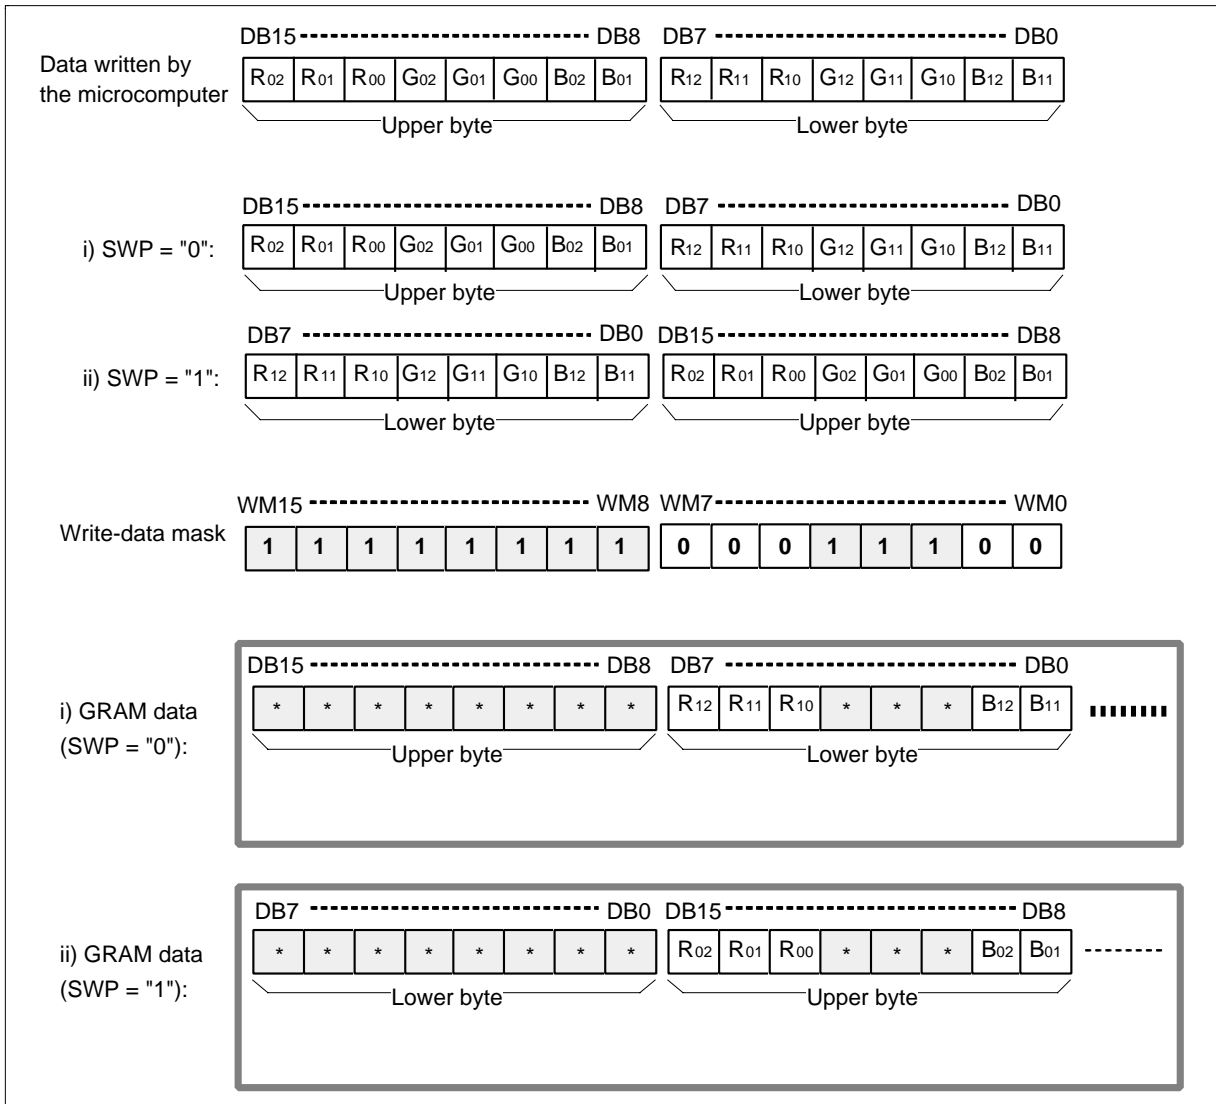 DB15 DB8 DB7 DB0
Data written by
the microcomputer
R02 R01 R00 G02 G01 G00 B02 B01 R12 R11 R10 G12 G11 G10 B12 B11
Upper byte Lower byte
DB15 DB8 DB7 DB0
i) SWP = "0":
R02 R01 R00 G02 G01 G00 B02 B01 R12 R11 R10 G12 G11 G10 B12 B11
Upper byte Lower byte
DB7 DB0 DB15 DB8
ii) SWP = "1":
R12 R11 R10 G12 G11 G10 B12 B11 R02 R01 R00 G02 G01 G00 B02 B01
Lower byte Upper byte
WM15 WM8 WM7 WM0
Write-data mask
1 1 1 1 1 1 1 1 0 0 0 1 1 1 0 0
DB15 DB8 DB7 DB0
i) GRAM data
(SWP = "0"):
* * * * * * * * R12 R11 R10 * * * B12 B11
Upper byte Lower byte
DB7 DB0 DB15 DB8
ii) GRAM data
(SWP = "1"):
* * * * * * * * R02 R01 R00 * * * B02 B01
Lower byte Upper byte